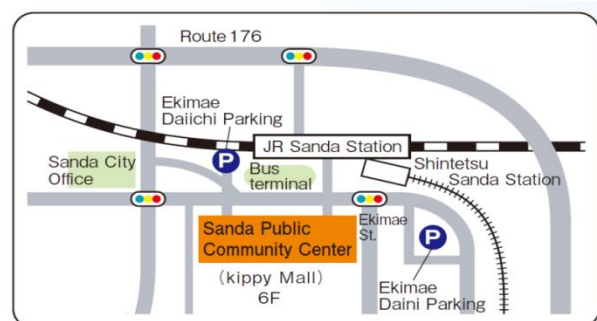 Route 176
Ekimae
Daiichi Parking
P
JR Sanda Station
Sanda City
Office
Bus
terminal
Shintetsu
Sanda Station
Sanda Public
Community Center
Ekimae
St.
P
(kippy Mall)
6F
Ekimae
Daini Parking